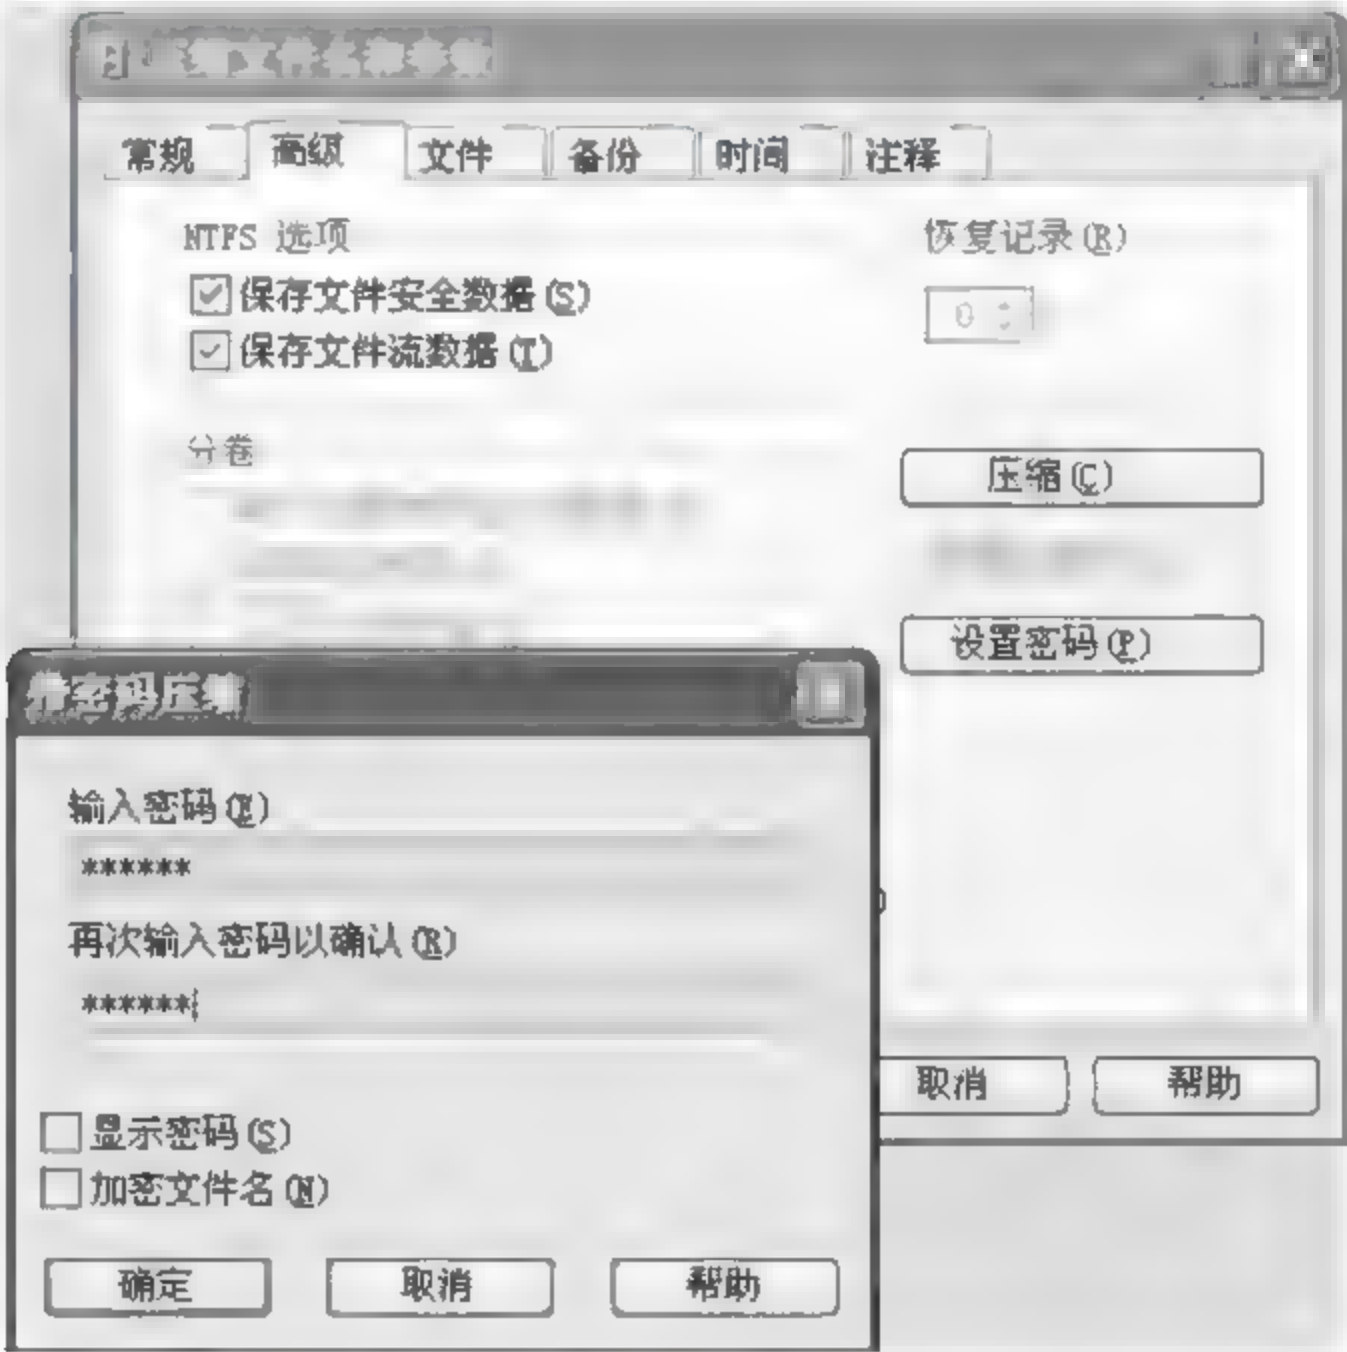 常规 高级 文件 备份 时间 注释
NTFS 选项
保存文件安全数据(S)
保存文件流数据(T)
恢复记录(R)
0
分卷
压缩(C)
设置密码(P)
取消 帮助
带密码压缩
输入密码(E)
******
再次输入密码以确认(R)
******
显示密码(S)
加密文件名(N)
确定 取消 帮助